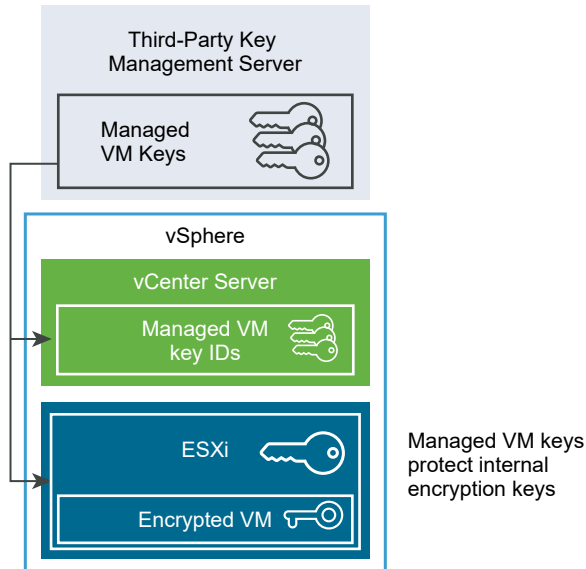 Third-Party Key
Management Server
Managed
VM Keys
vSphere
vCenter Server
Managed VM
key IDs
ESXi
Encrypted VM
Managed VM keys
protect internal
encryption keys